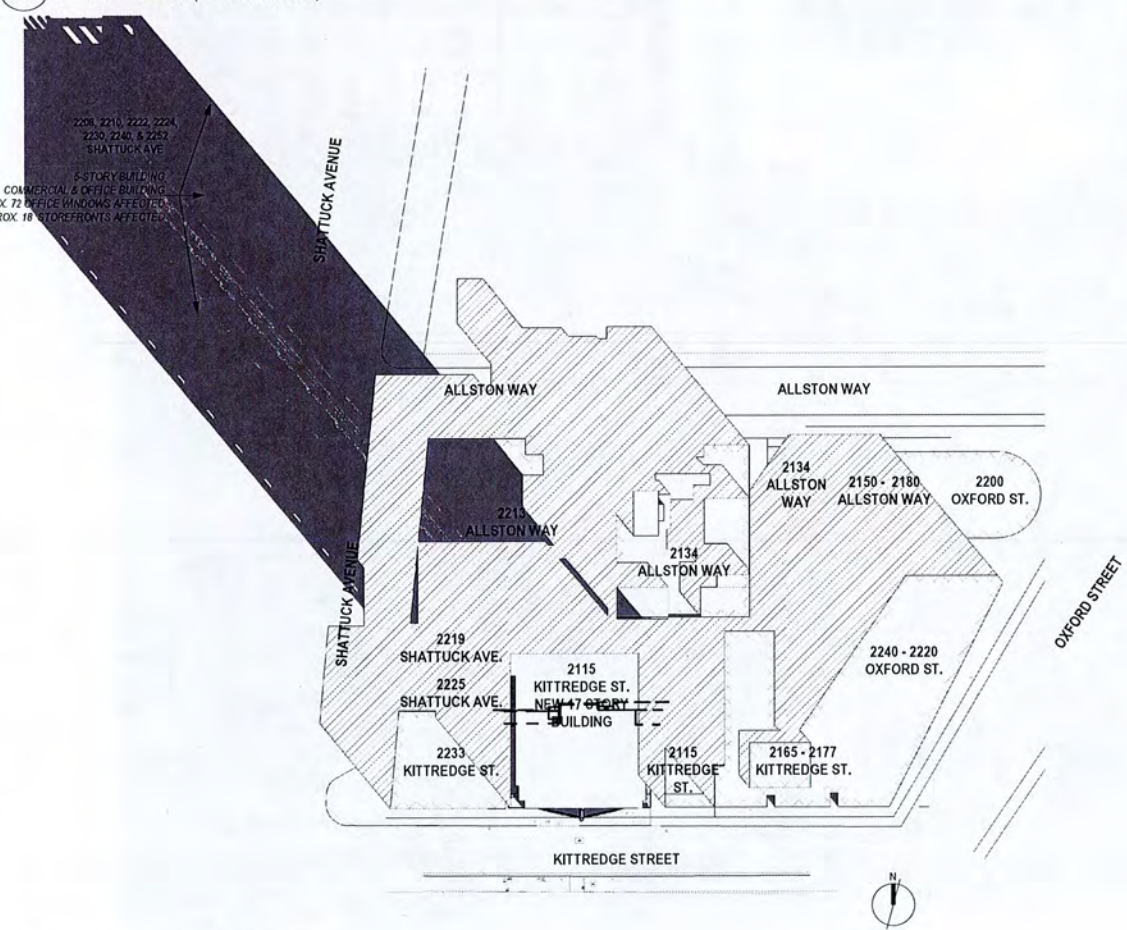 2208, 2210, 2222, 2224,
2230, 2240, & 2252
SHATTUCK AVE
5-STORY BUILDING
COMMERCIAL & OFFICE BUILDING
72 OFFICE WINDOWS AFFECTED
18 STOREFRONTS AFFECTED
SHATTUCK AVENUE
ALLSTON WAY
ALLSTON WAY
2213
ALLSTON WAY
2134
ALLSTON
WAY
2150 - 2180
ALLSTON WAY
2200
OXFORD ST.
2134
ALLSTON WAY
OXFORD STREET
SHATTUCK AVENUE
2219
SHATTUCK AVE.
2225
SHATTUCK AVE.
2115
KITTREDGE ST.
NEW 17 STORY
BUILDING
2240 - 2220
OXFORD ST.
2233
KITTREDGE ST.
2115
KITTREDGE
ST.
2165 - 2177
KITTREDGE ST.
KITTREDGE STREET
N